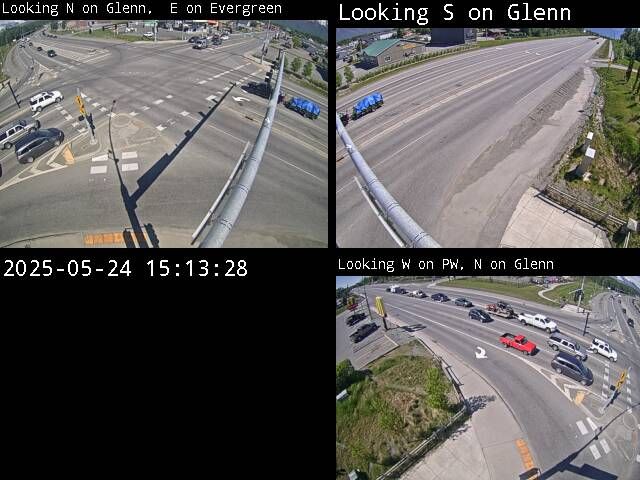 Looking N on Glenn, E on Evergreen
Looking S on Glenn
2025-05-24 15:13:28
Looking W on PW, N on Glenn